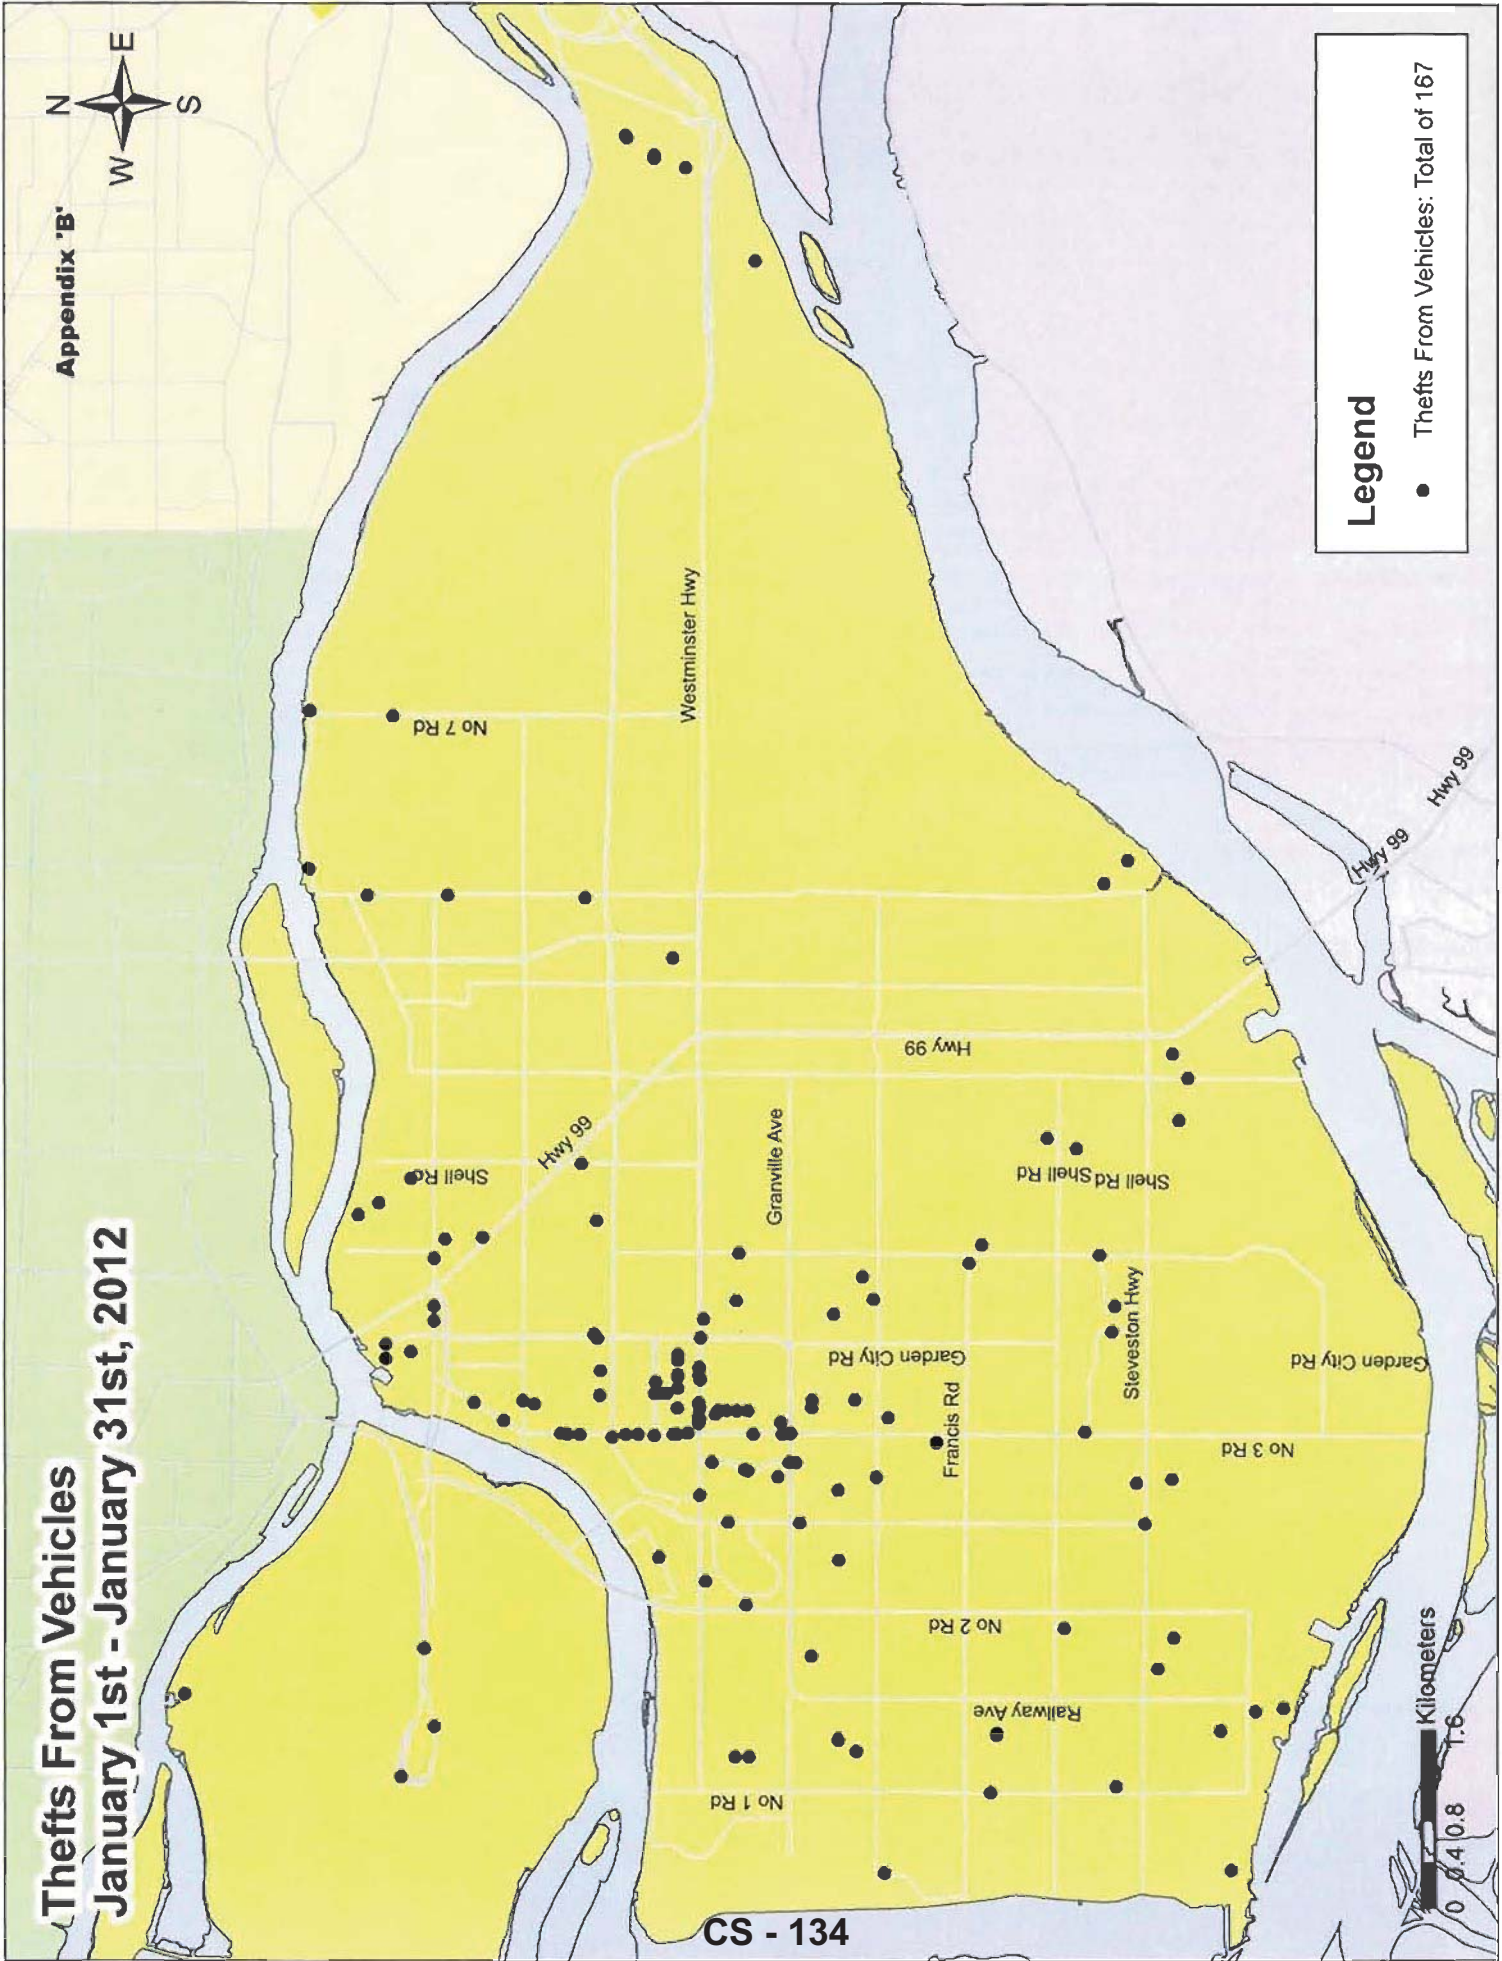 Thefts From Vehicles
January 1st - January 31st, 2012
Appendix 'B'
N
W
E
S
No 7 Rd
Westminster Hwy
Shell Rd
Hwy 99
Hwy 99
Granville Ave
Shell Rd
Shell Rd
Shell Rd
Garden City Rd
Garden City Rd
Francis Rd
Steveston Hwy
No 3 Rd
No 2 Rd
Railway Ave
No 1 Rd
Hwy 99
Hwy 99
Legend
Thefts From Vehicles: Total of 167
Kilometers
0 0.4 0.8 1.6
CS - 134